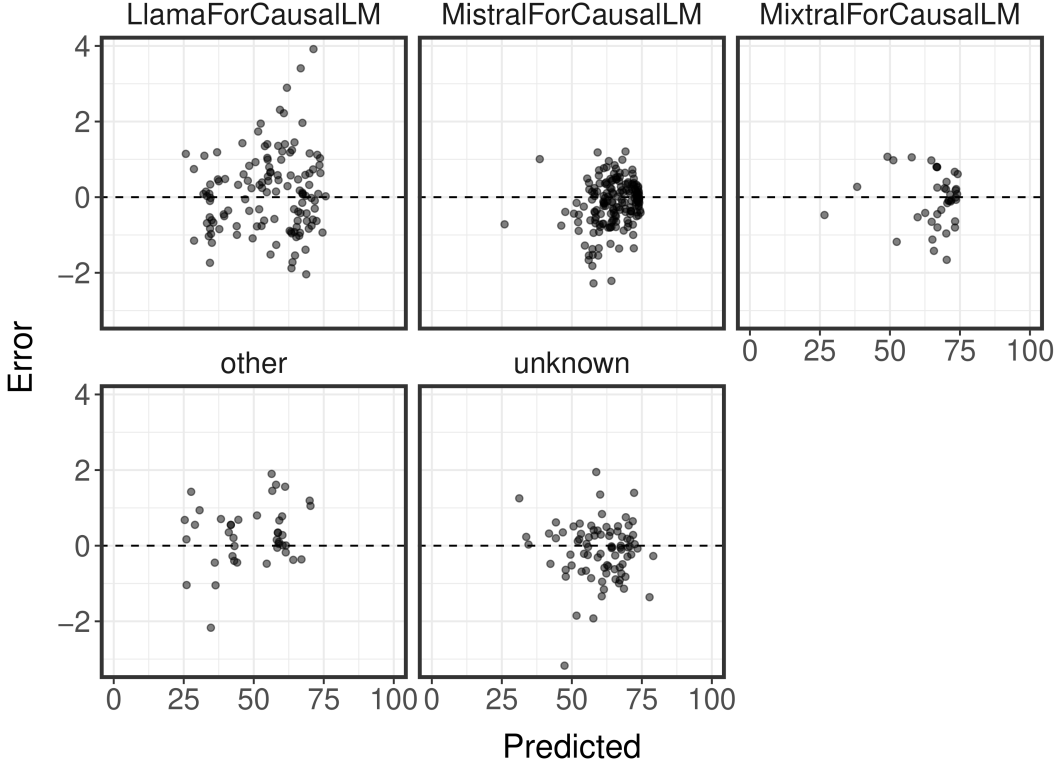 LlamaForCausalLM MistralForCausalLM MixtralForCausalLM
4
2
0
−2
0 25 50 75 100
other unknown
4
2
0
−2
0 25 50 75 100 0 25 50 75 100
Error
Predicted